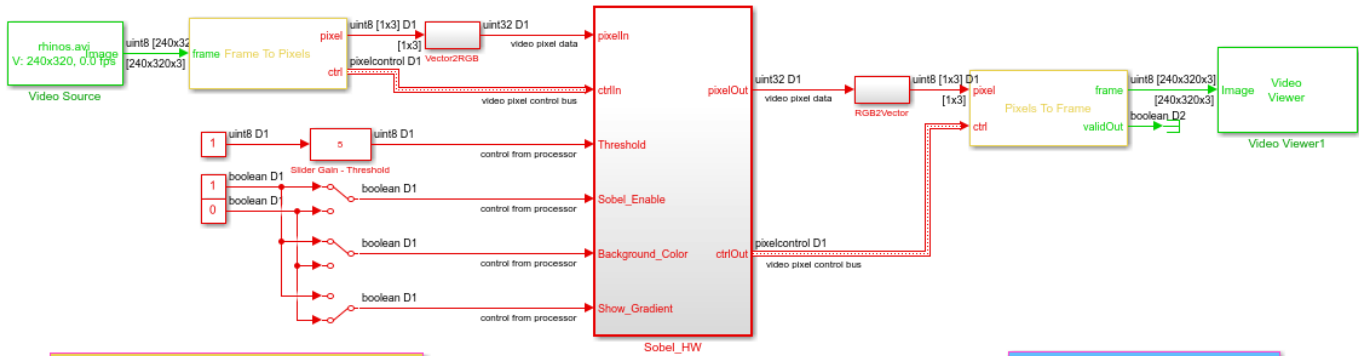 rhinos.avi
V: 240x320, 0.0 fps
Image
Video Source
uint8 [240x32
[240x320x3]
frame
Frame To Pixels
pixel
ctrl
uint8 [1x3] D1
[1x3]
pixelcontrol D1
Vector2RGB
uint32 D1
video pixel data
video pixel control bus
1
uint8 D1
5
uint8 D1
Slider Gain - Threshold
control from processor
1
0
boolean D1
boolean D1
boolean D1
control from processor
boolean D1
control from processor
boolean D1
control from processor
pixelIn
ctrlIn
Threshold
Sobel_Enable
Background_Color
Show_Gradient
pixelOut
ctrlOut
Sobel_HW
uint32 D1
video pixel data
pixelcontrol D1
video pixel control bus
RGB2Vector
uint8 [1x3] D1
[1x3]
pixel
ctrl
Pixels To Frame
frame
validOut
uint8 [240x320x3]
[240x320x3]
boolean D2
Image
Video
Viewer
Video Viewer1